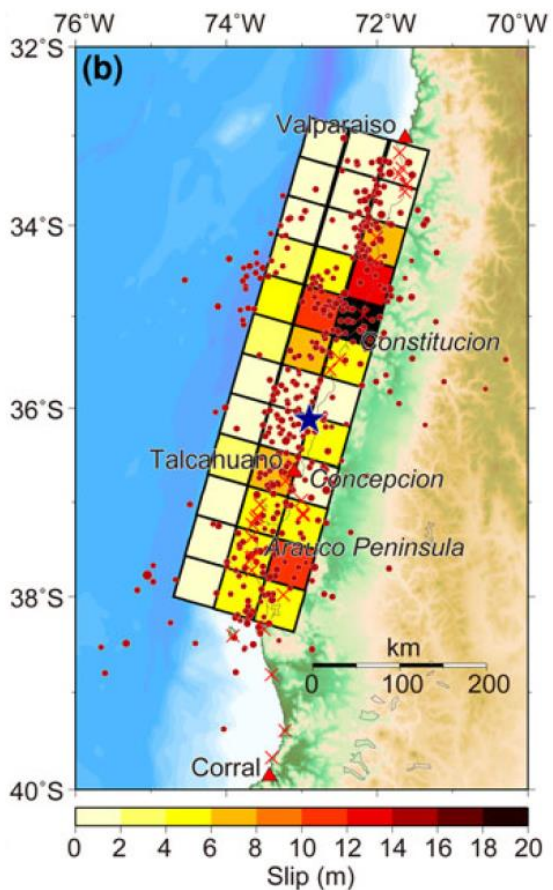 76°W 74°W 72°W 70°W
32°S
(b)
Valparaiso
34°S
Constitucion
36°S
Talcahuano
Concepcion
Arauco Peninsula
38°S
km
0 100 200
Corral
40°S
0 2 4 6 8 10 12 14 16 18 20
Slip (m)